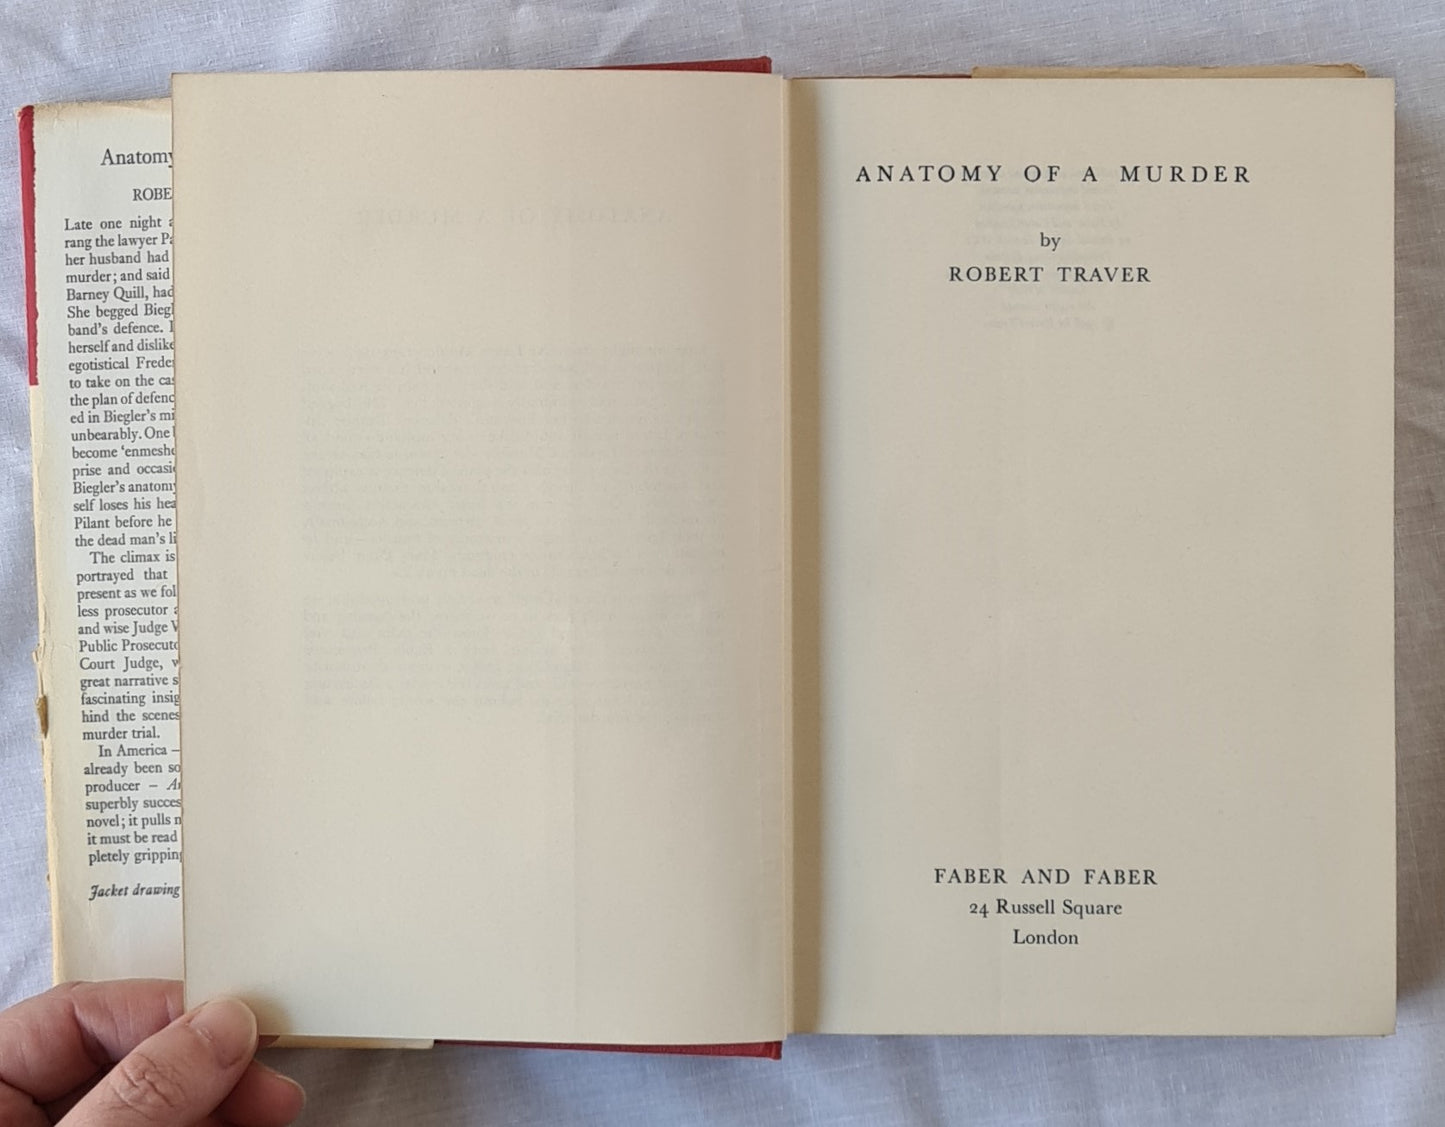 Anatomy
ROBE
Late one night a
rang the lawyer Pa
her husband had
murder; and said
Barney Quill, had
She begged Biegl
band's defence. I
herself and dislike
egotistical Freder
to take on the cas
the plan of defenc
ed in Biegler's mi
unbearably. One
become 'enmeshe
prise and occasi
Biegler's anatomy
self loses his hea
Pilant before he
the dead man's li
The climax is
portrayed that
present as we fol
less prosecutor a
and wise Judge W
Public Prosecuto
Court Judge, w
great narrative s
fascinating insig
hind the scenes
murder trial.
In America –
already been so
producer – An
superbly succes
novel; it pulls n
it must be read
pletely gripping
Jacket drawing
ANATOMY OF A MURDER
by
ROBERT TRAVER
FABER AND FABER
24 Russell Square
London